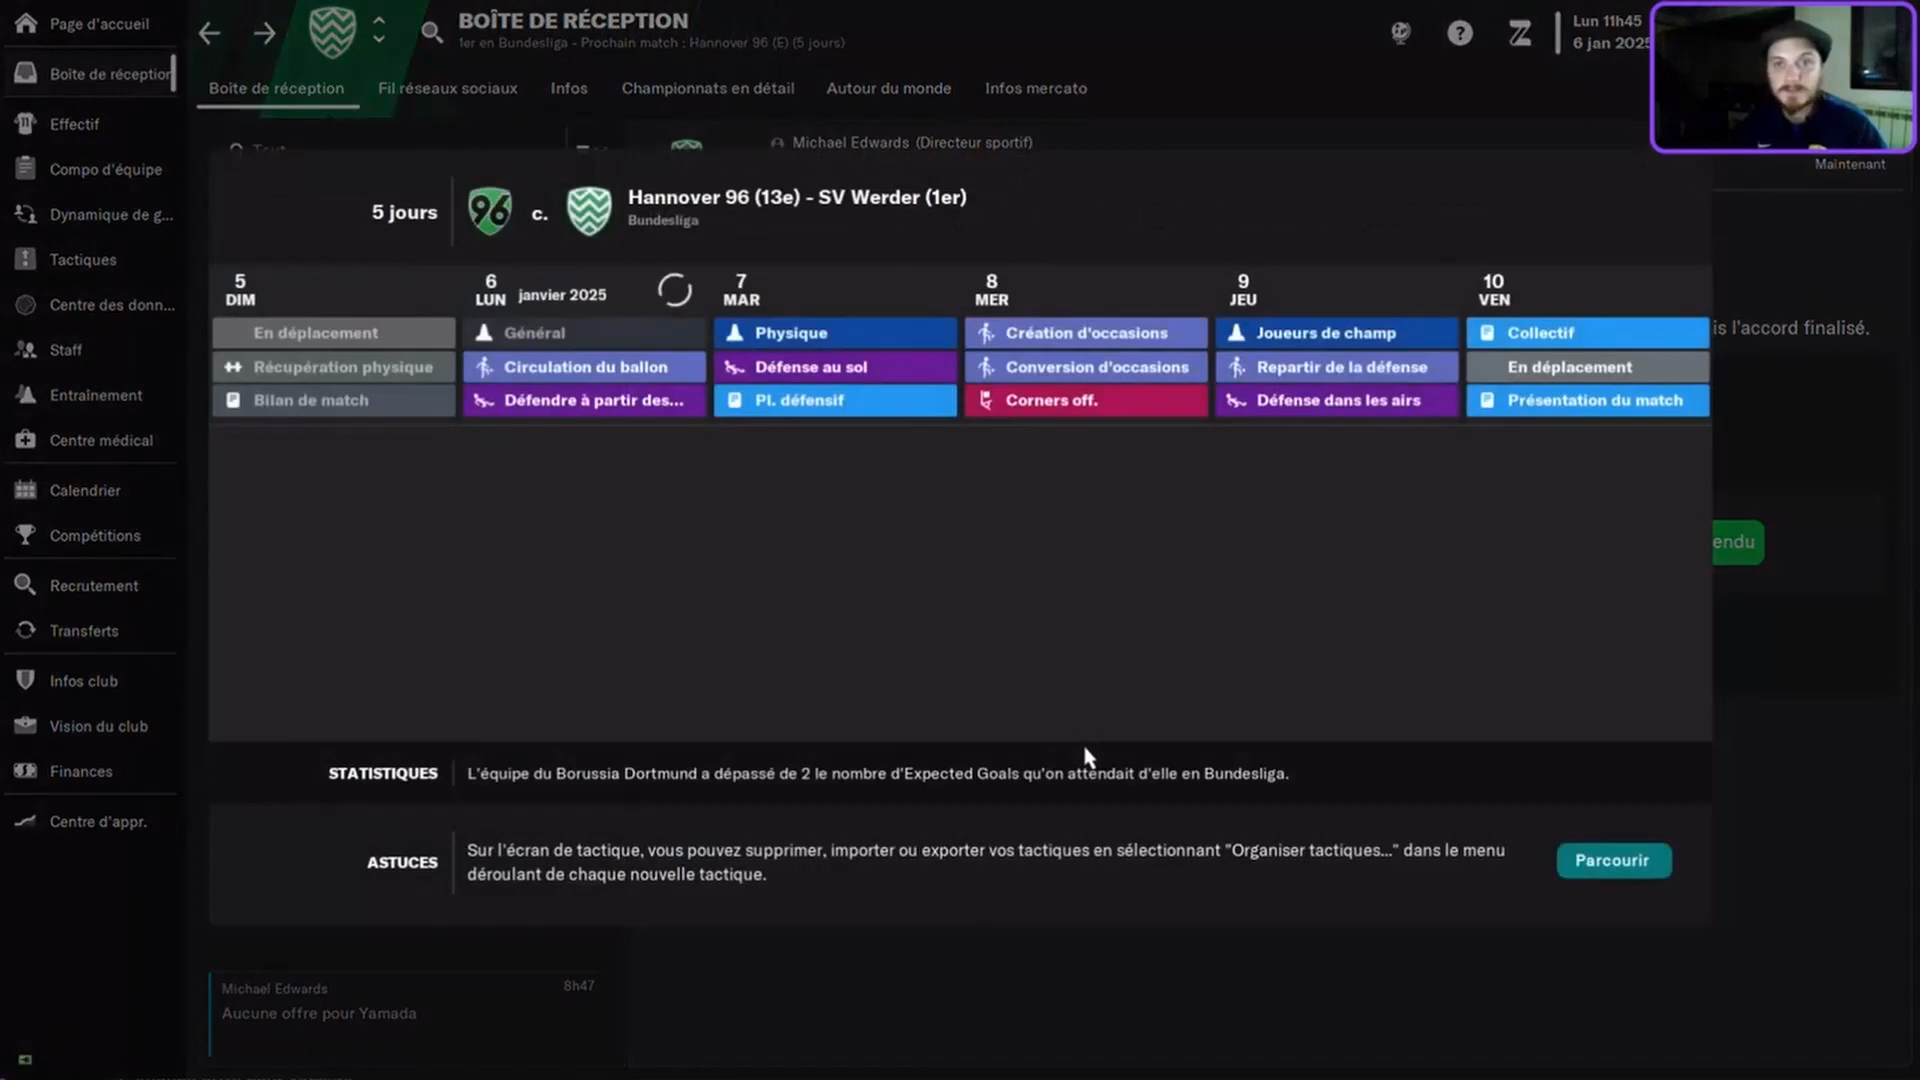 Page d'accueil
Boîte de réception
Effectif
Compo d'équipe
Dynamique de g...
Tactiques
Centre des donn...
Staff
Entraînement
Centre médical
Calendrier
Compétitions
Recrutement
Transferts
Infos club
Vision du club
Finances
Centre d'appr.
BOÎTE DE RÉCEPTION
1er en Bundesliga - Prochain match : Hannover 96 (E) (5 jours)
Lun 11h45
6 jan 2025
Boîte de réception
Fil réseaux sociaux
Infos
Championnats en détail
Autour du monde
Infos mercato
Tout
Michael Edwards (Directeur sportif)
Maintenant
5 jours
96
c.
Hannover 96 (13e) - SV Werder (1er)
Bundesliga
5
DIM
6
LUN janvier 2025
7
MAR
8
MER
9
JEU
10
VEN
En déplacement
Général
Physique
Création d'occasions
Joueurs de champ
Collectif
Récupération physique
Circulation du ballon
Défense au sol
Conversion d'occasions
Repartir de la défense
En déplacement
Bilan de match
Défendre à partir des...
Pl. défensif
Corners off.
Défense dans les airs
Présentation du match
is l'accord finalisé.
endu
STATISTIQUES
L'équipe du Borussia Dortmund a dépassé de 2 le nombre d'Expected Goals qu'on attendait d'elle en Bundesliga.
ASTUCES
Sur l'écran de tactique, vous pouvez supprimer, importer ou exporter vos tactiques en sélectionnant "Organiser tactiques..." dans le menu
déroulant de chaque nouvelle tactique.
Parcourir
Michael Edwards
8h47
Aucune offre pour Yamada